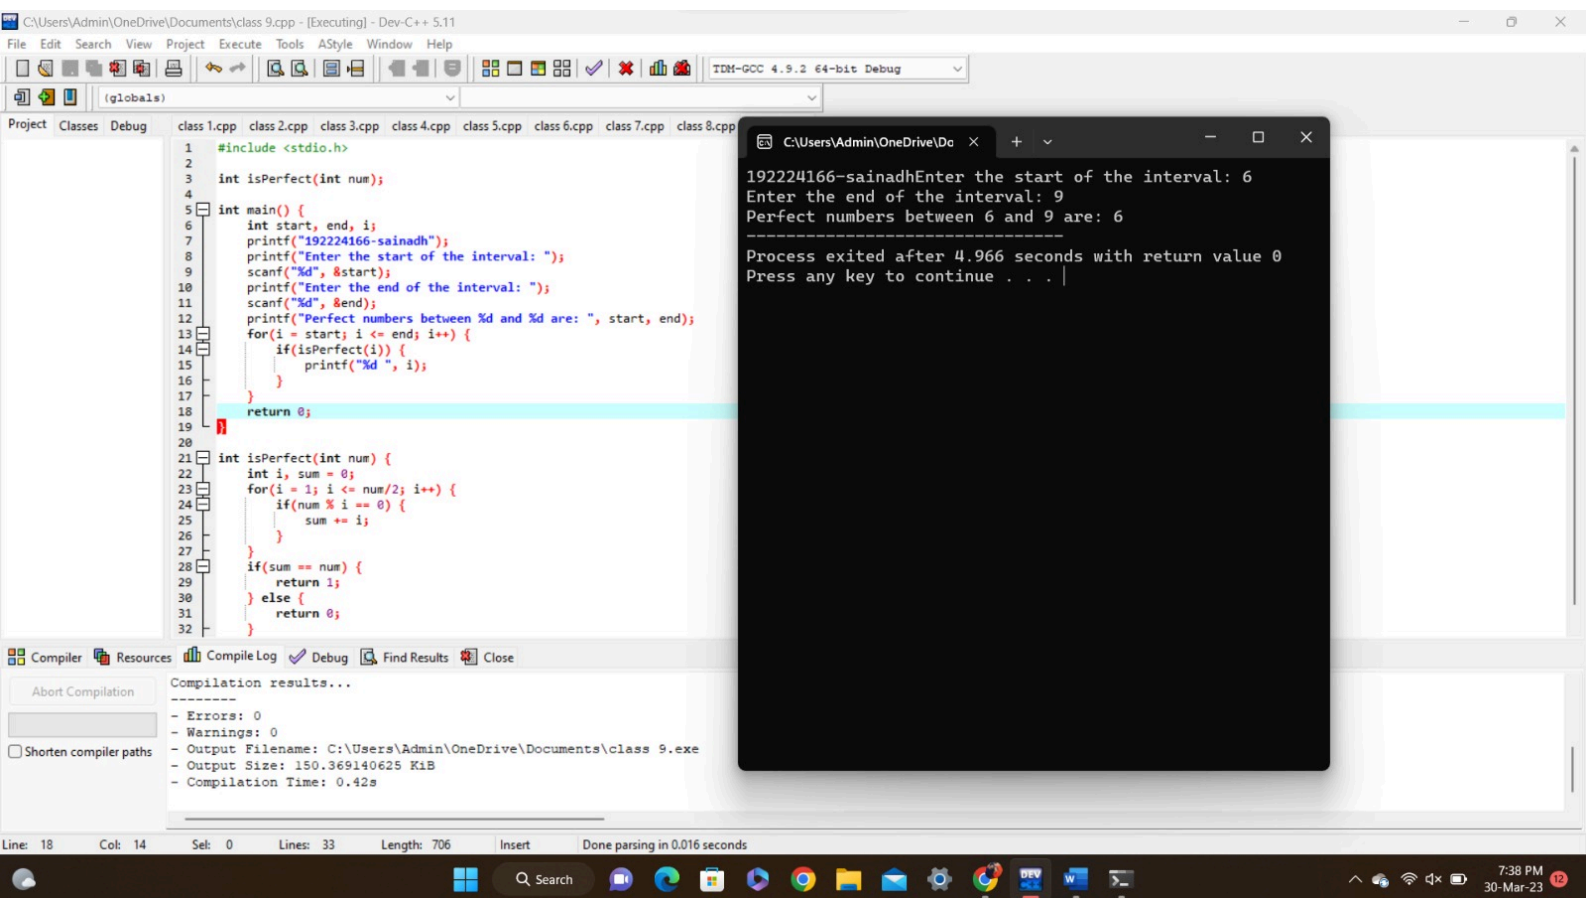 C:\Users\Admin\OneDrive\Documents\class 9.cpp - [Executing] - Dev-C++ 5.11
File Edit Search View Project Execute Tools AStyle Window Help
TDM-GCC 4.9.2 64-bit Debug
(globals)
Project Classes Debug
class 1.cpp class 2.cpp class 3.cpp class 4.cpp class 5.cpp class 6.cpp class 7.cpp class 8.cpp
1 #include <stdio.h>
2
3 int isPerfect(int num);
4
5 int main() {
6 int start, end, i;
7 printf("192224166-sainadh");
8 printf("Enter the start of the interval: ");
9 scanf("%d", &start);
10 printf("Enter the end of the interval: ");
11 scanf("%d", &end);
12 printf("Perfect numbers between %d and %d are: ", start, end);
13 for(i = start; i <= end; i++) {
14 if(isPerfect(i)) {
15 printf("%d ", i);
16 }
17 }
18 return 0;
19 }
20
21 int isPerfect(int num) {
22 int i, sum = 0;
23 for(i = 1; i <= num/2; i++) {
24 if(num % i == 0) {
25 sum += i;
26 }
27 }
28 if(sum == num) {
29 return 1;
30 } else {
31 return 0;
32 }
C:\Users\Admin\OneDrive\Do
192224166-sainadhEnter the start of the interval: 6
Enter the end of the interval: 9
Perfect numbers between 6 and 9 are: 6
--------------------------------
Process exited after 4.966 seconds with return value 0
Press any key to continue . . .
Compiler Resources Compile Log Debug Find Results Close
Abort Compilation
Shorten compiler paths
Compilation results...
--------
- Errors: 0
- Warnings: 0
- Output Filename: C:\Users\Admin\OneDrive\Documents\class 9.exe
- Output Size: 150.369140625 KiB
- Compilation Time: 0.42s
Line: 18 Col: 14 Sel: 0 Lines: 33 Length: 706 Insert Done parsing in 0.016 seconds
Search
DEV
W
7:38 PM
30-Mar-23
12